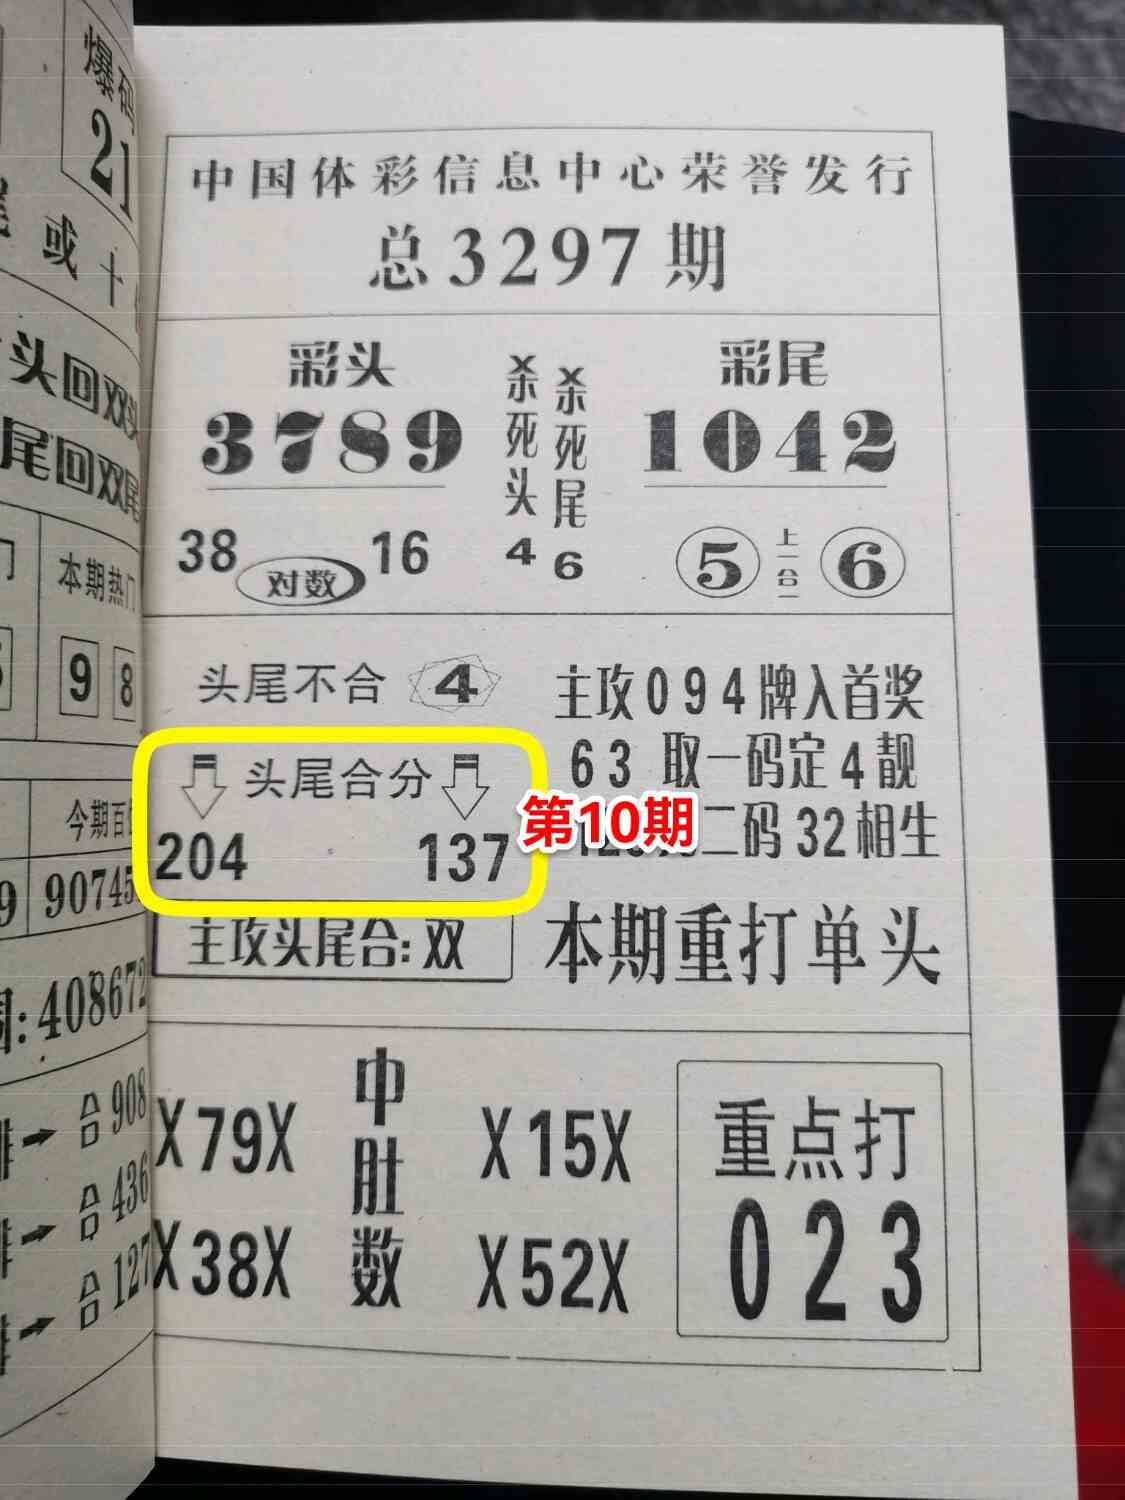 爆码
21
尾或十
头回双头
尾回双尾
本期热门
9 8
今期百
9 9074
:408672
合908
合436
合127
中国体彩信息中心荣誉发行
总3297期
彩头
3789
杀死头4
杀死尾6
彩尾
1042
38 对数 16
5 上一合二 6
头尾不合 4
头尾合分
204 137
第10期
主攻头尾合:双
主攻094牌入首奖
63 取一码定4靓
二码32相生
本期重打单头
中肚数
X79X X15X
X38X X52X
重点打
023